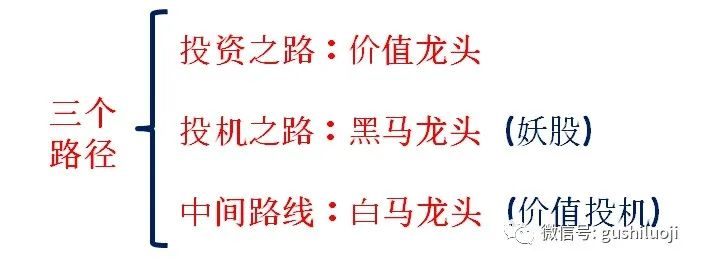 三个
路径
投资之路：价值龙头
投机之路：黑马龙头（妖股）
中间路线：白马龙头（价值投机）
微信号: gushiluoji